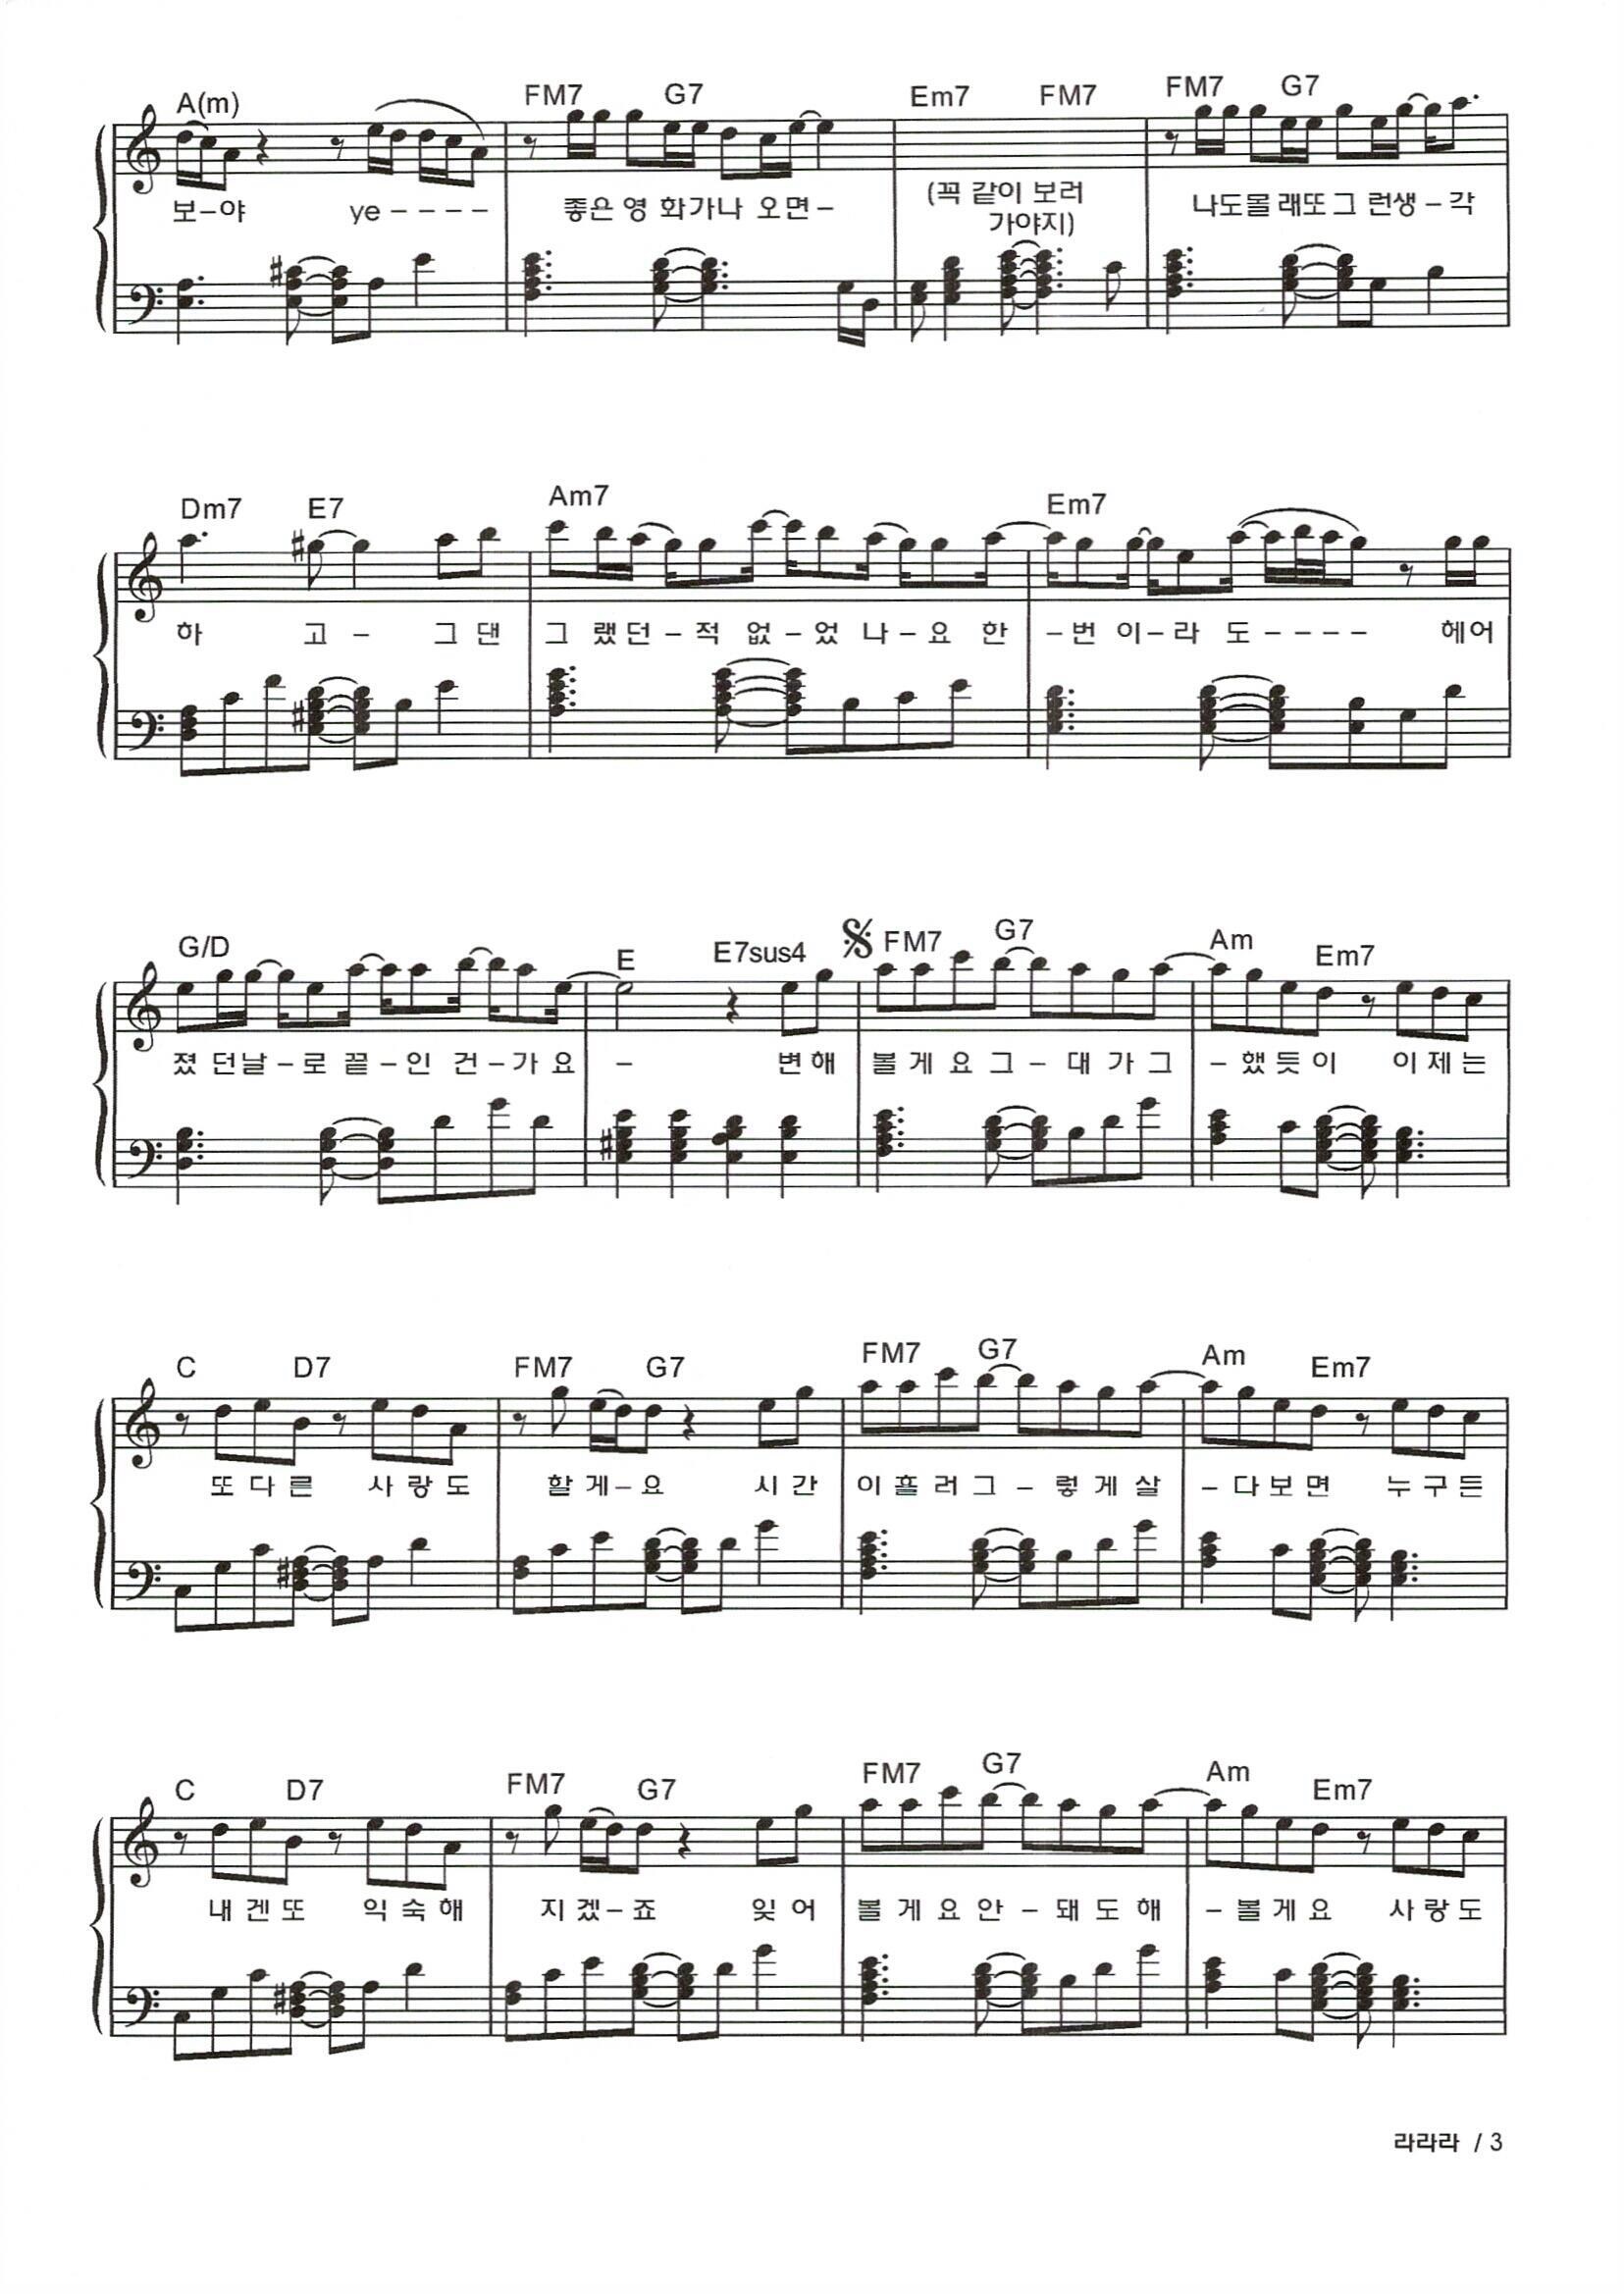 A(m) FM7 G7 Em7 FM7 FM7 G7
보–야 ye – – – – 좋은 영 화가나 오면– (꼭 같이 보러 나도몰 래또그 런생 – 각
가야지)
Dm7 E7 Am7 Em7
하 고 – 그 댄 그 랬 던 – 적 없 – 었 나 – 요 한 – 번 이 – 라 도 – – – – 헤어
G/D E E7sus4 FM7 G7 Am Em7
졌 던날 – 로 끝 – 인 건 – 가 요 – 변 해 볼 게 요 그 – 대 가 그 – 했 듯 이 이 제 는
C D7 FM7 G7 FM7 G7 Am Em7
또 다 른 사 랑 도 할 게 – 요 시 간 이 흘 러 그 – 렇 게 살 – 다 보 면 누 구 든
C D7 FM7 G7 FM7 G7 Am Em7
내 겐 또 익 숙 해 지 겠 – 죠 잊 어 볼 게 요 안 – 돼 도 해 – 볼 게 요 사 랑 도
라라라 / 3